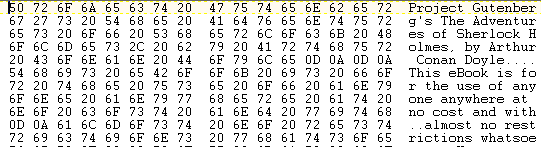 50 72 6F 6A 65 63 74 20 47 75 74 65 6E 62 65 72 Project Gutenber
67 27 73 20 54 68 65 20 41 64 76 65 6E 74 75 72 g's The Adventur
65 73 20 6F 66 20 53 68 65 72 6C 6F 63 6B 20 48 es of Sherlock H
6F 6C 6D 65 73 2C 20 62 79 20 41 72 74 68 75 72 olmes, by Arthur
20 43 6F 6E 61 6E 20 44 6F 79 6C 65 0D 0A 0D 0A Conan Doyle....
54 68 69 73 20 65 42 6F 6F 6B 20 69 73 20 66 6F This eBook is fo
72 20 74 68 65 20 75 73 65 20 6F 66 20 61 6E 79 r the use of any
6F 6E 65 20 61 6E 79 77 68 65 72 65 20 61 74 20 one anywhere at
6E 6F 20 63 6F 73 74 20 61 6E 64 20 77 69 74 68 no cost and with
0D 0A 61 6C 6D 6F 73 74 20 6E 6F 20 72 65 73 74 ..almost no rest
72 69 63 74 69 6F 6E 73 20 77 68 61 74 73 6F 65 rictions whatsoe